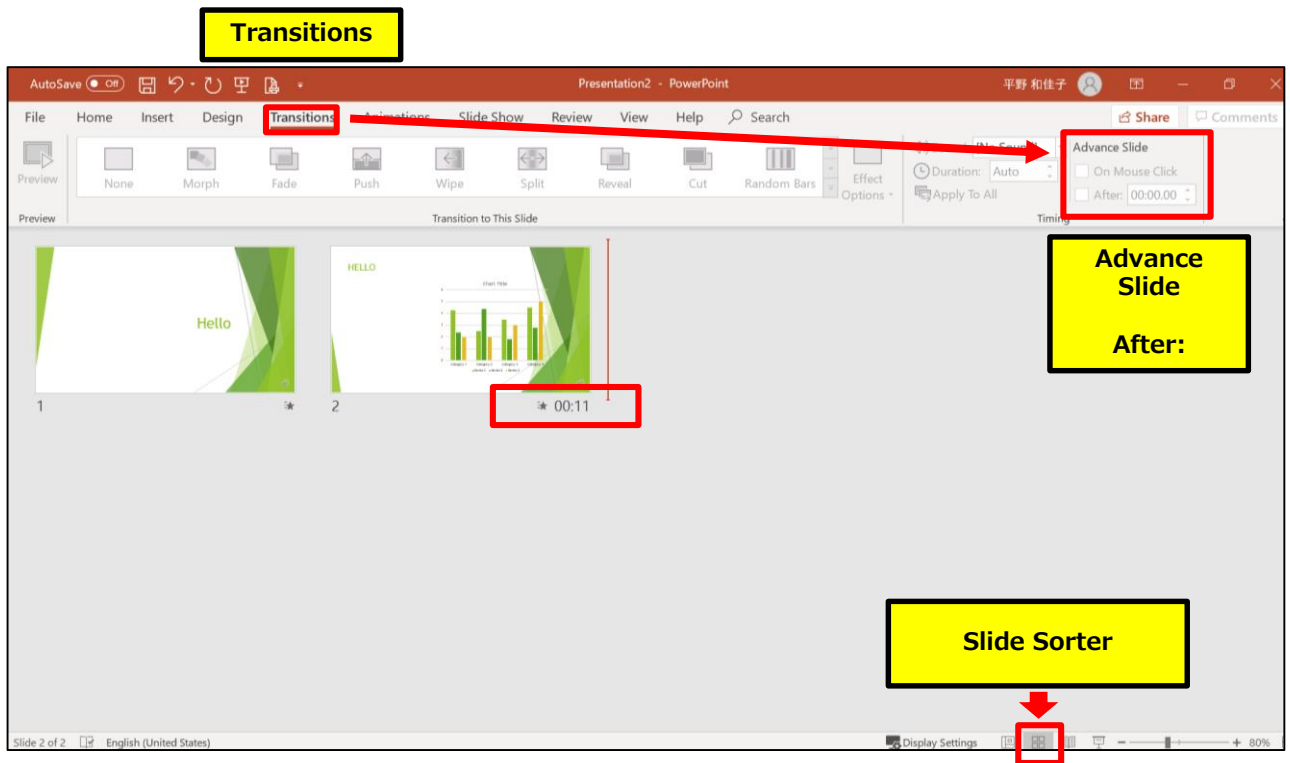 Transitions
AutoSave Off Presentation2 - PowerPoint 平野 和佳子
File Home Insert Design Transitions Animations Slide Show Review View Help Search Share Comments
Preview None Morph Fade Push Wipe Split Reveal Cut Random Bars Effect Options
Duration: Auto
Apply To All
Advance Slide
On Mouse Click
After: 00:00.00
Preview Transition to This Slide Timing
Advance
Slide
After:
Hello
HELLO
1 2 00:11
Slide Sorter
Slide 2 of 2 English (United States) Display Settings 80%